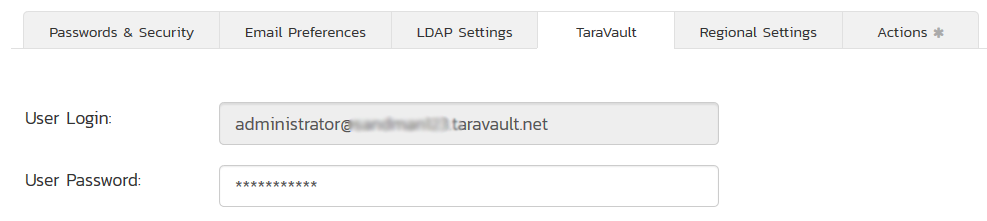 Passwords & Security Email Preferences LDAP Settings TaraVault Regional Settings Actions ✱
User Login: administrator@ .taravault.net
User Password: ***********